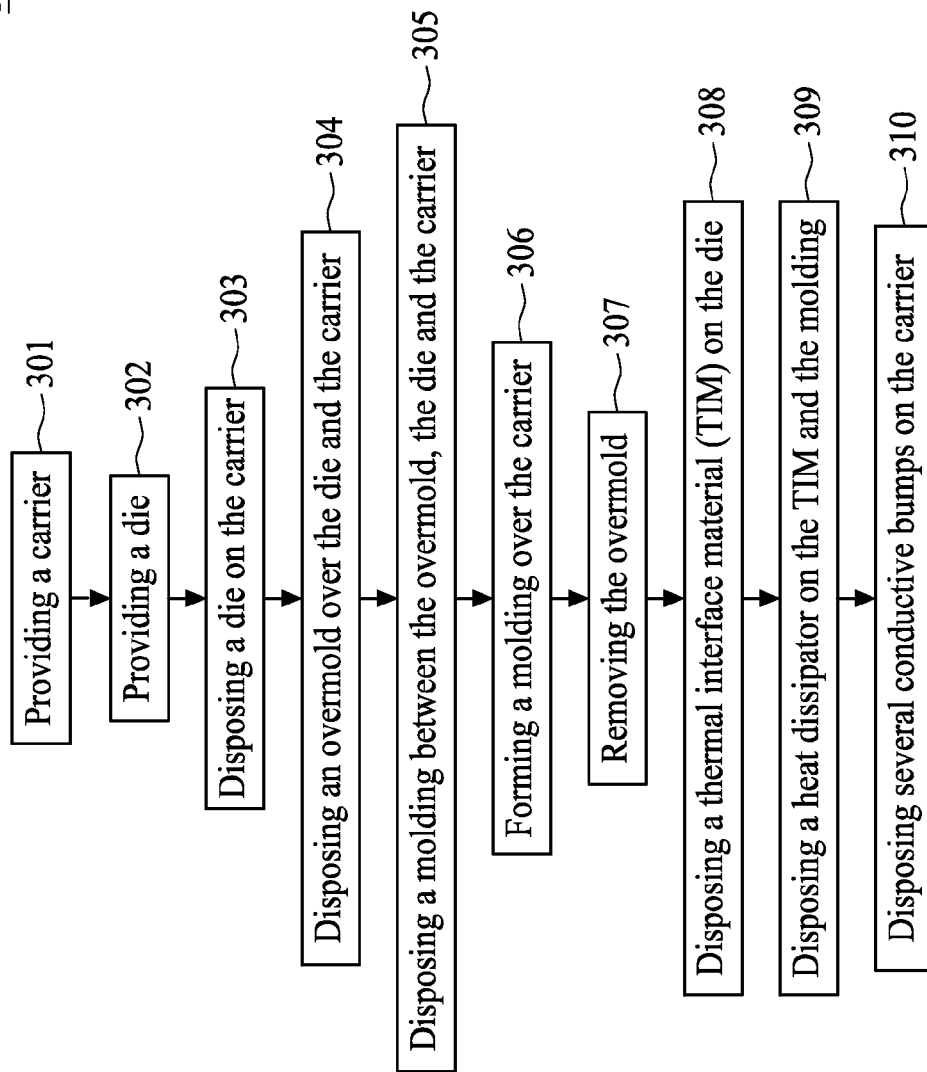 Providing a carrier
301
Providing a die
302
Disposing a die on the carrier
303
Disposing an overmold over the die and the carrier
304
Disposing a molding between the overmold, the die and the carrier
305
Forming a molding over the carrier
306
Removing the overmold
307
Disposing a thermal interface material (TIM) on the die
308
Disposing a heat dissipator on the TIM and the molding
309
Disposing several conductive bumps on the carrier
310